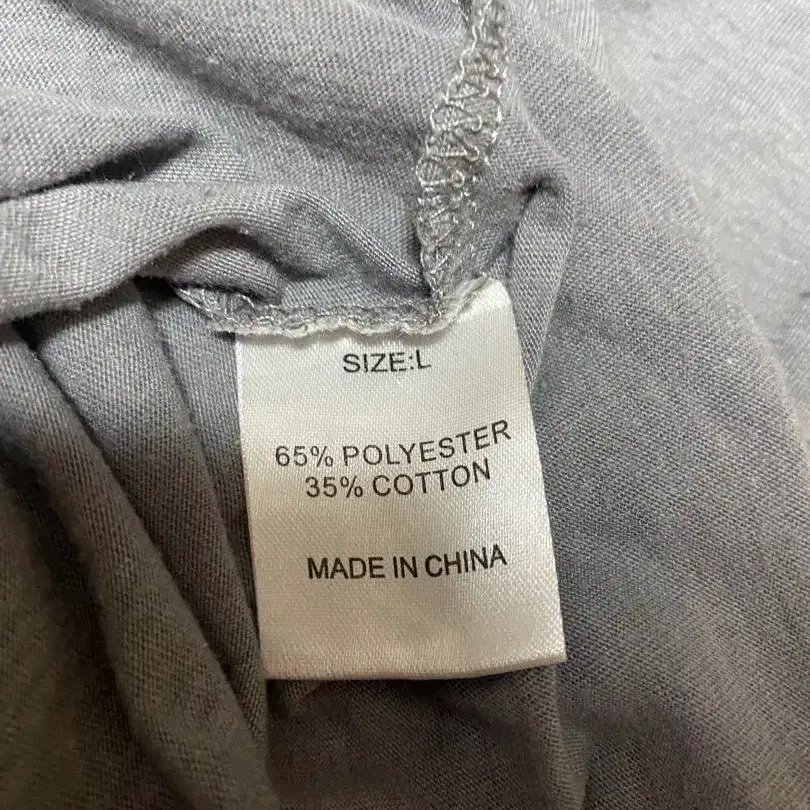 SIZE:L
65% POLYESTER
35% COTTON
MADE IN CHINA